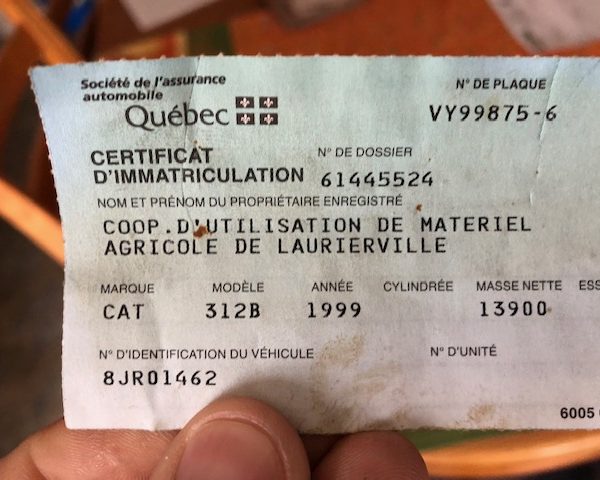 Société de l'assurance
automobile
Québec
N° DE PLAQUE
VY99875-6
CERTIFICAT
D'IMMATRICULATION
N° DE DOSSIER
61445524
NOM ET PRÉNOM DU PROPRIÉTAIRE ENREGISTRÉ
COOP.D'UTILISATION DE MATERIEL
AGRICOLE DE LAURIERVILLE
MARQUE MODÈLE ANNÉE CYLINDRÉE MASSE NETTE ESS
CAT 312B 1999 13900
N° D'IDENTIFICATION DU VÉHICULE N° D'UNITÉ
8JR01462
6005